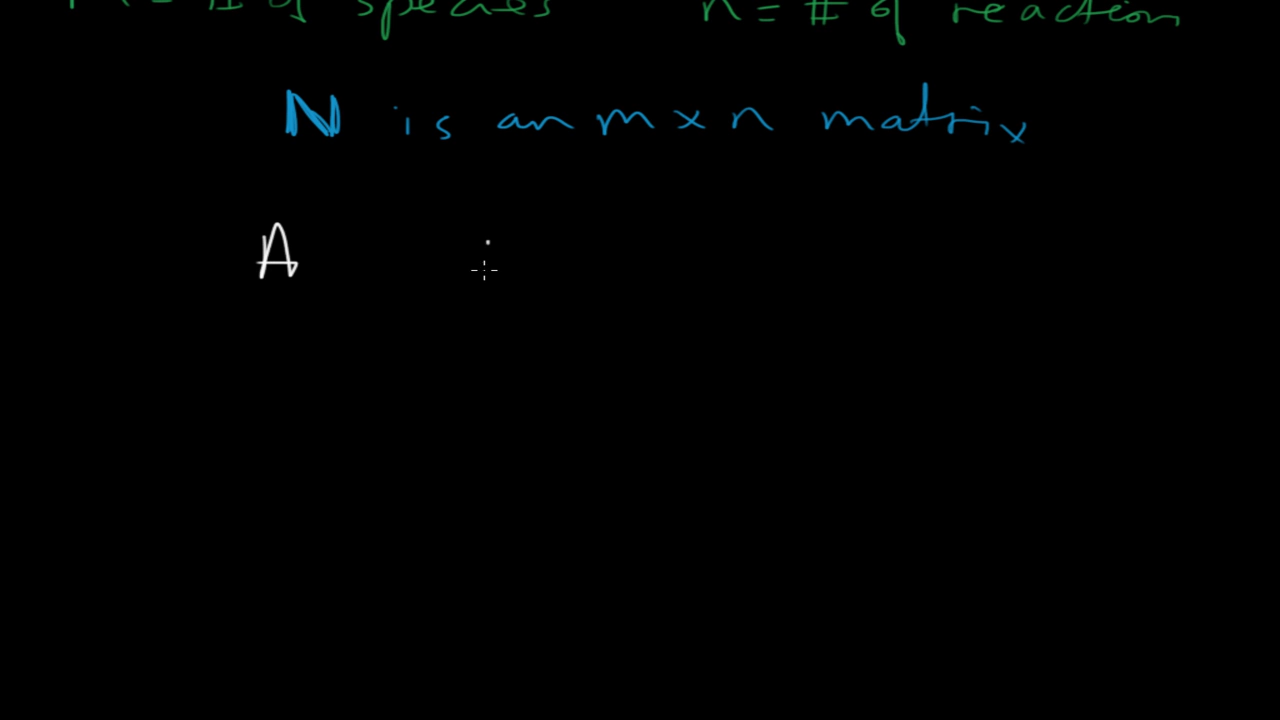 = # of species n = # of reaction
N is an m x n matrix
A